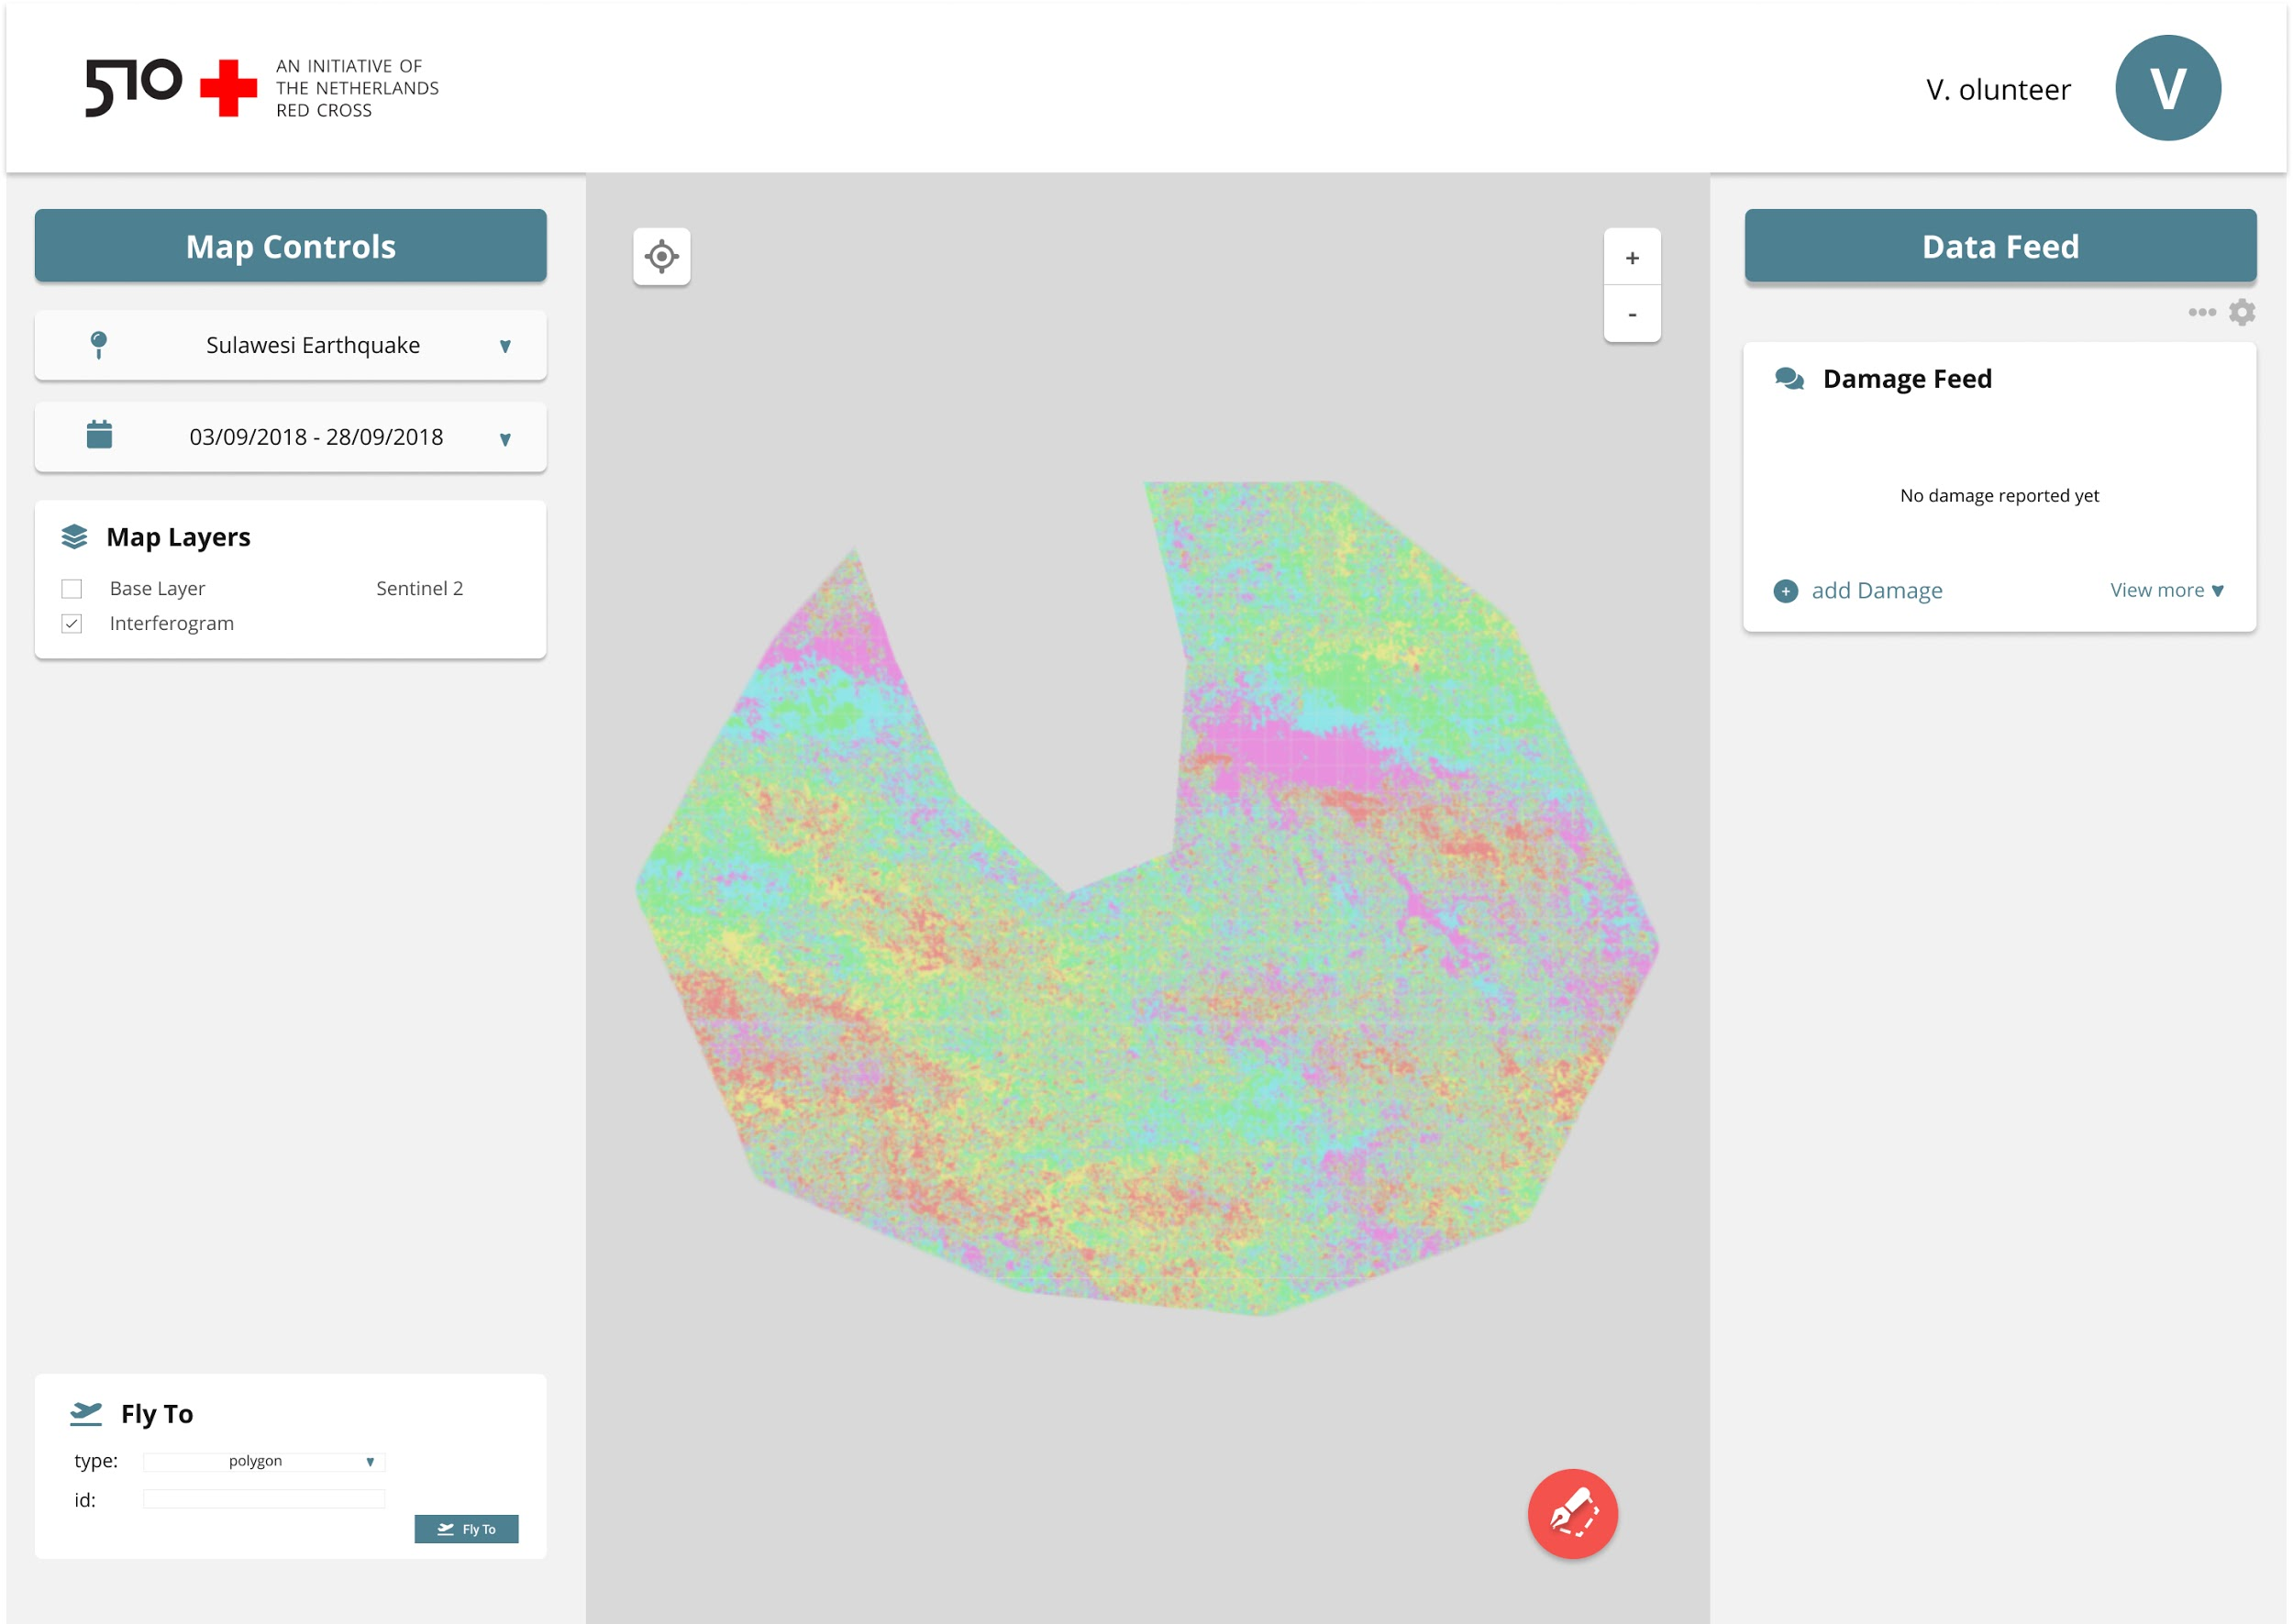 510
AN INITIATIVE OF
THE NETHERLANDS
RED CROSS
V. olunteer
V
Map Controls
Sulawesi Earthquake
03/09/2018 - 28/09/2018
Map Layers
Base Layer Sentinel 2
Interferogram
Fly To
type: polygon
id:
Fly To
+
-
Data Feed
Damage Feed
No damage reported yet
+ add Damage View more